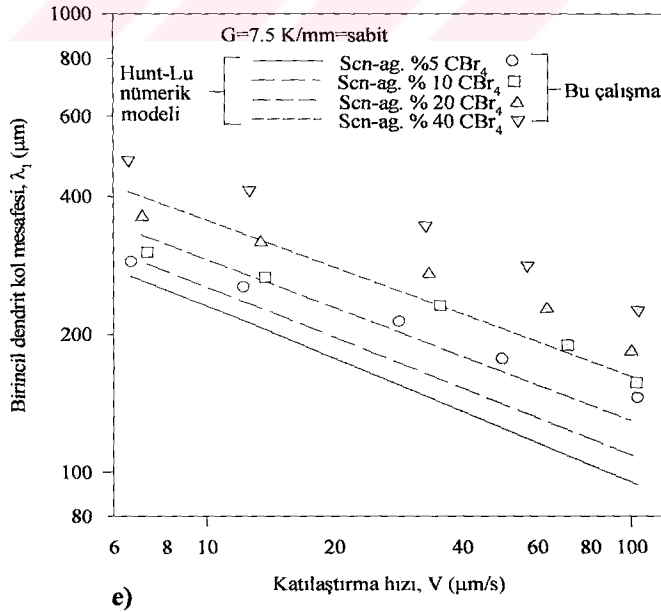 1000
800
600
400
200
100
80
Birincil dendrit kol mesafesi, λ₁ (μm)
G=7.5 K/mm=sabit
Hunt-Lu
nümerik
modeli
Scn-ag. %5 CBr₄
Scn-ag. % 10 CBr₄
Scn-ag. % 20 CBr₄
Scn-ag. % 40 CBr₄
Bu çalışma
6 8 10 20 40 60 80 100
Katılaştırma hızı, V (μm/s)
e)